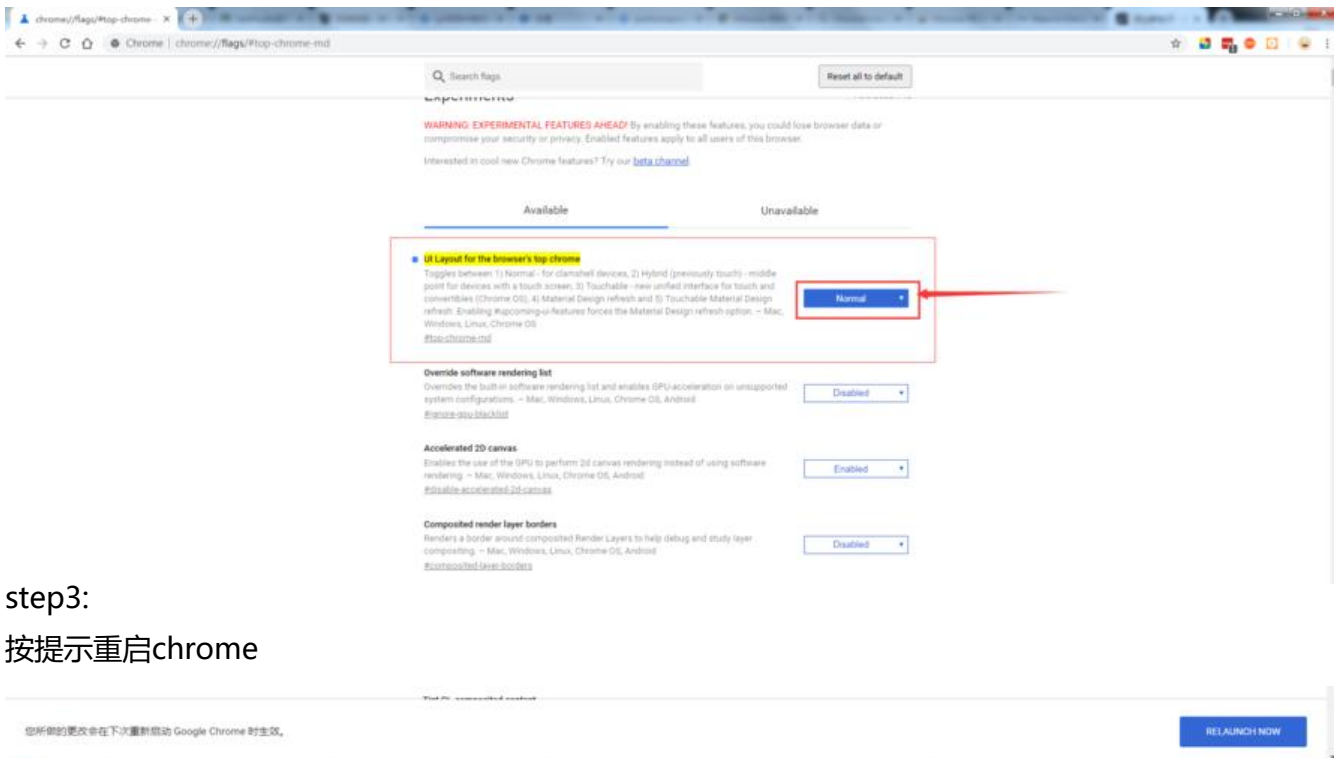 chrome://flags/#top-chrome-
Chrome | chrome://flags/#top-chrome-md
Search flags
Reset all to default
Experiments
WARNING: EXPERIMENTAL FEATURES AHEAD! By enabling these features, you could lose browser data or
compromise your security or privacy. Enabled features apply to all users of this browser.
Interested in cool new Chrome features? Try our beta channel.
Available
Unavailable
UI Layout for the browser's top chrome
Toggles between 1) Normal - for clamshell devices, 2) Hybrid (previously touch) - middle
point for devices with a touch screen, 3) Touchable - new unified interface for touch and
convertibles (Chrome OS), 4) Material Design refresh and 5) Touchable Material Design
refresh. Enabling #upcoming-ui-features forces the Material Design refresh option. – Mac,
Windows, Linux, Chrome OS
#top-chrome-md
Normal
Override software rendering list
Overrides the built-in software rendering list and enables GPU-acceleration on unsupported
system configurations. – Mac, Windows, Linux, Chrome OS, Android
#ignore-gpu-blacklist
Disabled
Accelerated 2D canvas
Enables the use of the GPU to perform 2d canvas rendering instead of using software
rendering. – Mac, Windows, Linux, Chrome OS, Android
#disable-accelerated-2d-canvas
Enabled
Composited render layer borders
Renders a border around composited Render Layers to help debug and study layer
compositing. – Mac, Windows, Linux, Chrome OS, Android
#composited-layer-borders
Disabled
step3:
按提示重启chrome
您所做的更改会在下次重新启动 Google Chrome 时生效。
RELAUNCH NOW